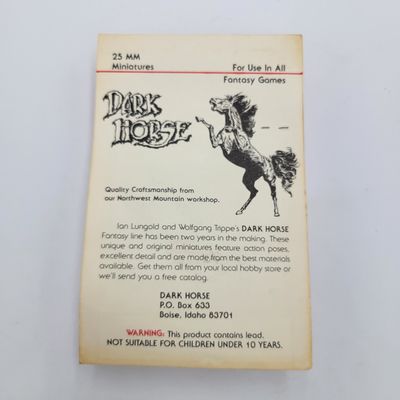 25 MM
Miniatures
For Use In All
Fantasy Games
DARK
HORSE
Quality Craftsmanship from
our Northwest Mountain workshop.
Ian Lungold and Wolfgang Trippe's DARK HORSE
Fantasy line has been two years in the making. These
unique and original miniatures feature action poses,
excellent detail and are made from the best materials
available. Get them all from your local hobby store or
we'll send you a free catalog.
DARK HORSE
P.O. Box 633
Boise, Idaho 83701
WARNING: This product contains lead.
NOT SUITABLE FOR CHILDREN UNDER 10 YEARS.